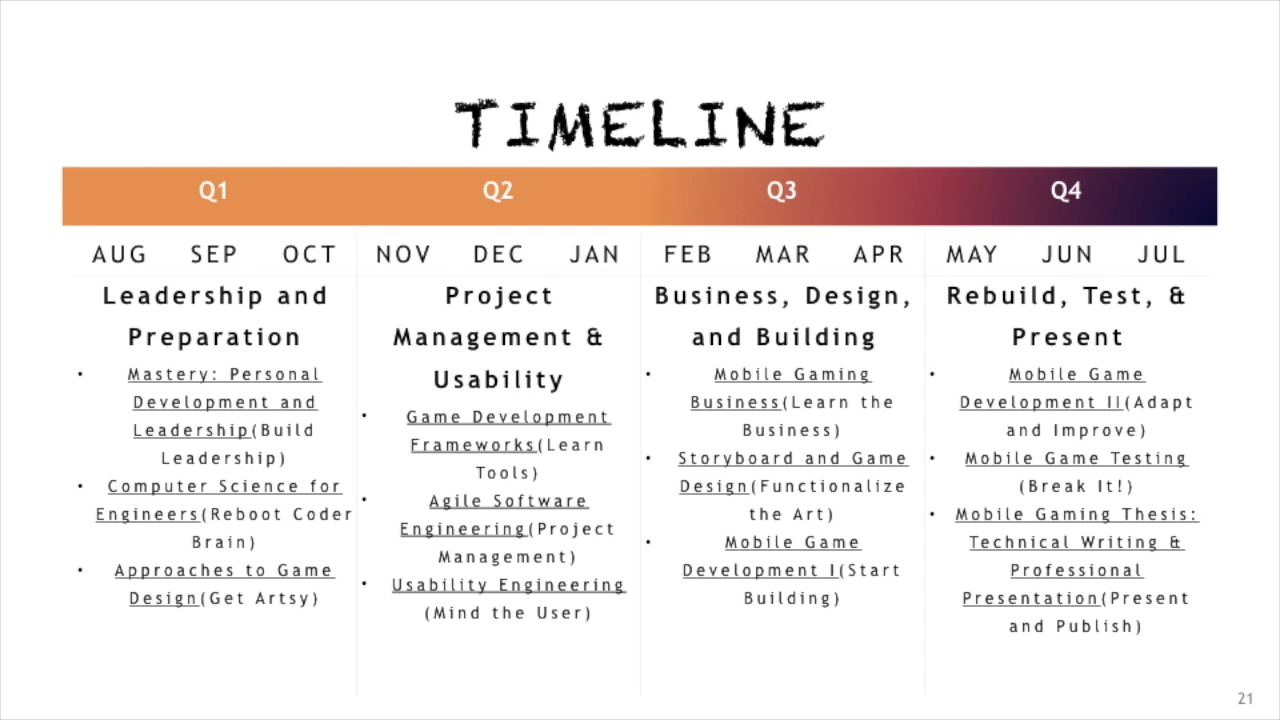 TIMELINE
Q1 Q2 Q3 Q4
AUG SEP OCT NOV DEC JAN FEB MAR APR MAY JUN JUL
Leadership and
Preparation
• Mastery: Personal
Development and
Leadership(Build
Leadership)
• Computer Science for
Engineers(Reboot Coder
Brain)
• Approaches to Game
Design(Get Artsy)
Project
Management &
Usability
• Game Development
Frameworks(Learn
Tools)
• Agile Software
Engineering(Project
Management)
• Usability Engineering
(Mind the User)
Business, Design,
and Building
• Mobile Gaming
Business(Learn the
Business)
• Storyboard and Game
Design(Functionalize
the Art)
• Mobile Game
Development I(Start
Building)
Rebuild, Test, &
Present
• Mobile Game
Development II(Adapt
and Improve)
• Mobile Game Testing
(Break It!)
• Mobile Gaming Thesis:
Technical Writing &
Professional
Presentation(Present
and Publish)
21